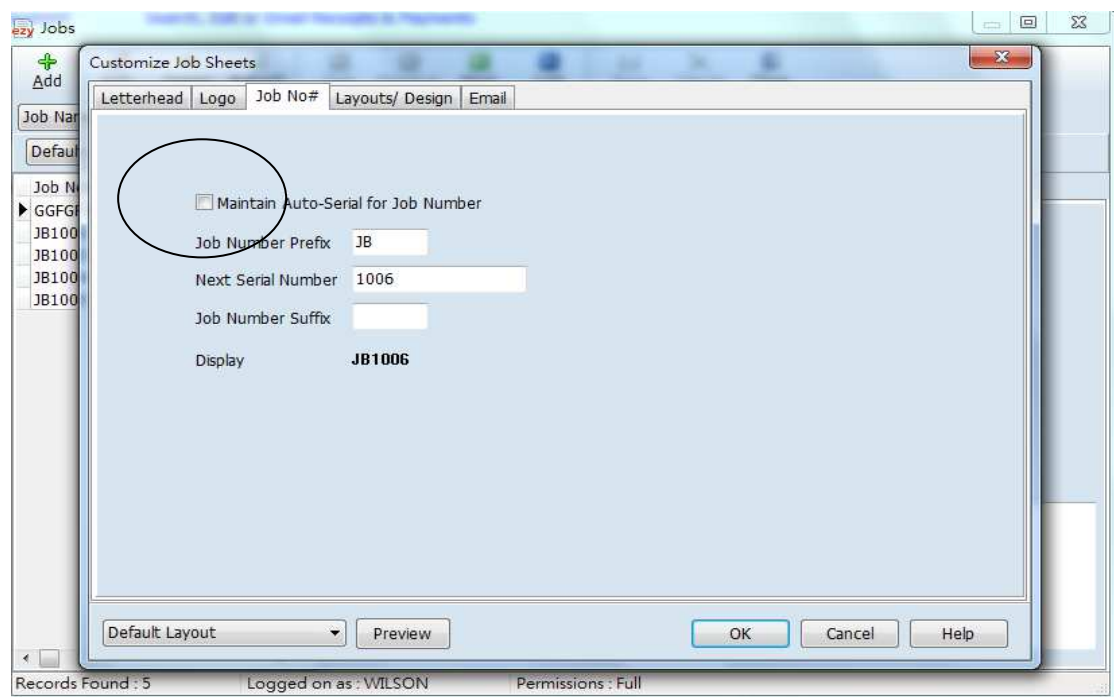 ezy Jobs
Customize Job Sheets
Add
Letterhead Logo Job No# Layouts/ Design Email
Job Nar
Defaul
Job N
GGFGF
Maintain Auto-Serial for Job Number
JB100
JB100
JB100
JB100
Job Number Prefix JB
Next Serial Number 1006
Job Number Suffix
Display JB1006
Default Layout Preview OK Cancel Help
Records Found : 5 Logged on as : WILSON Permissions : Full